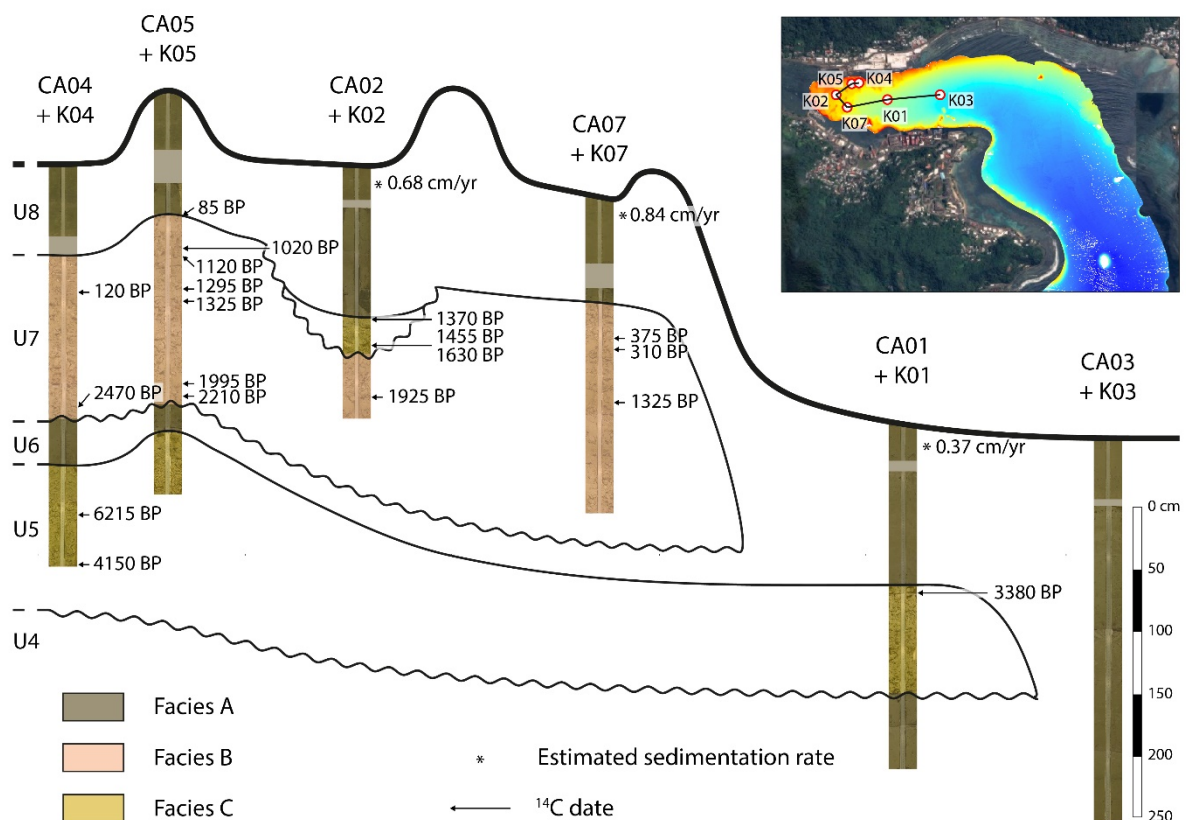 CA05
+ K05
CA04
+ K04
CA02
+ K02
CA07
+ K07
CA01
+ K01
CA03
+ K03
K05
K04
K02
K07
K01
K03
U8
U7
U6
U5
U4
* 0.68 cm/yr
* 0.84 cm/yr
* 0.37 cm/yr
85 BP
1020 BP
1120 BP
1295 BP
1325 BP
1995 BP
2210 BP
120 BP
2470 BP
6215 BP
4150 BP
1370 BP
1455 BP
1630 BP
1925 BP
375 BP
310 BP
1325 BP
3380 BP
0 cm
50
100
150
200
250
Facies A
Facies B
Facies C
* Estimated sedimentation rate
¹⁴C date